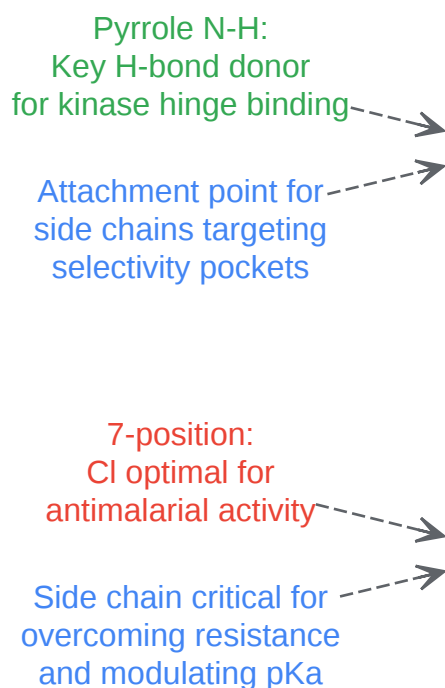 Pyrrole N-H:
Key H-bond donor
for kinase hinge binding
Attachment point for
side chains targeting
selectivity pockets
7-position:
Cl optimal for
antimalarial activity
Side chain critical for
overcoming resistance
and modulating pKa